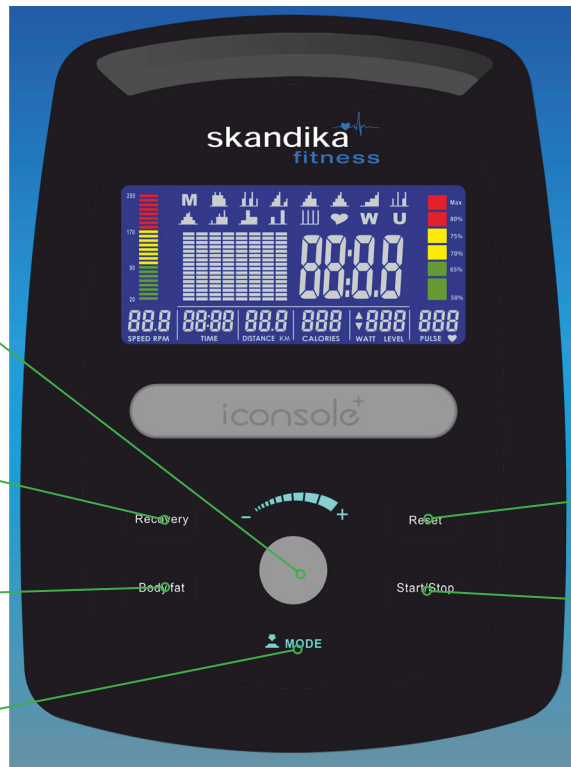 skandika
fitness
250
170
90
20
M
W U
Max
80%
75%
70%
65%
50%
88:8.8
88.8 88:88 88.8 888 888 888
SPEED RPM TIME DISTANCE KM CALORIES WATT LEVEL PULSE
iconsole+
- +
Recovery
Reset
Body fat
Start/Stop
MODE